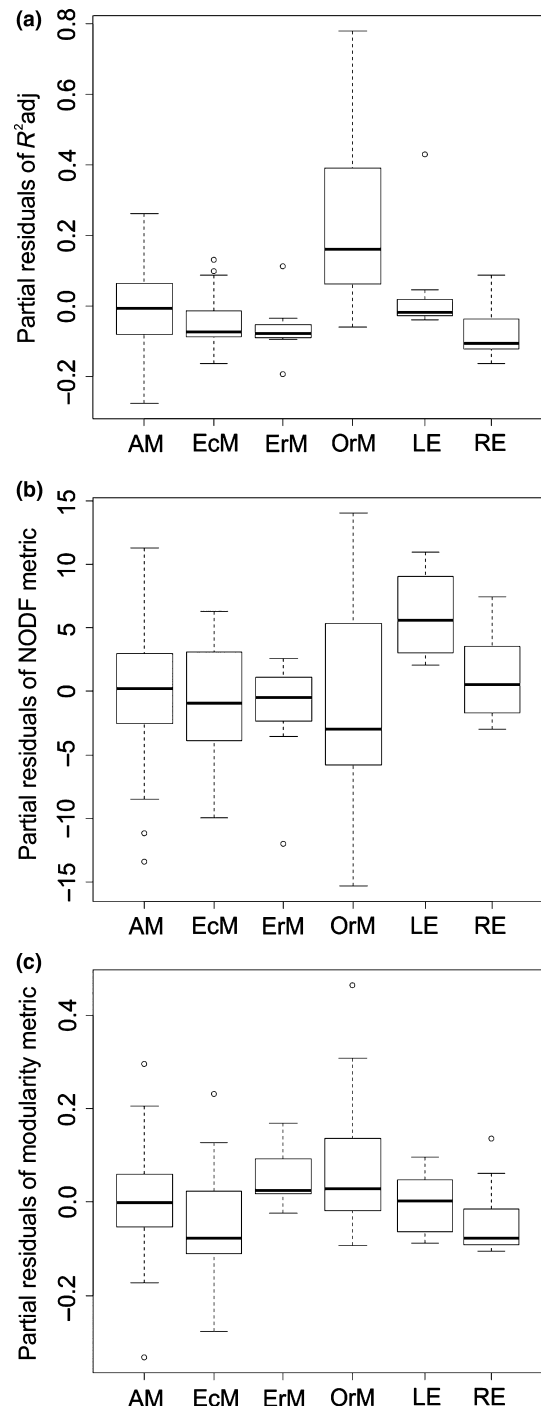 (a)
Partial residuals of R²adj
0.8
0.6
0.4
0.2
0.0
−0.2
AM EcM ErM OrM LE RE
(b)
Partial residuals of NODF metric
15
10
5
0
−5
−10
−15
AM EcM ErM OrM LE RE
(c)
Partial residuals of modularity metric
0.4
0.2
0.0
−0.2
AM EcM ErM OrM LE RE